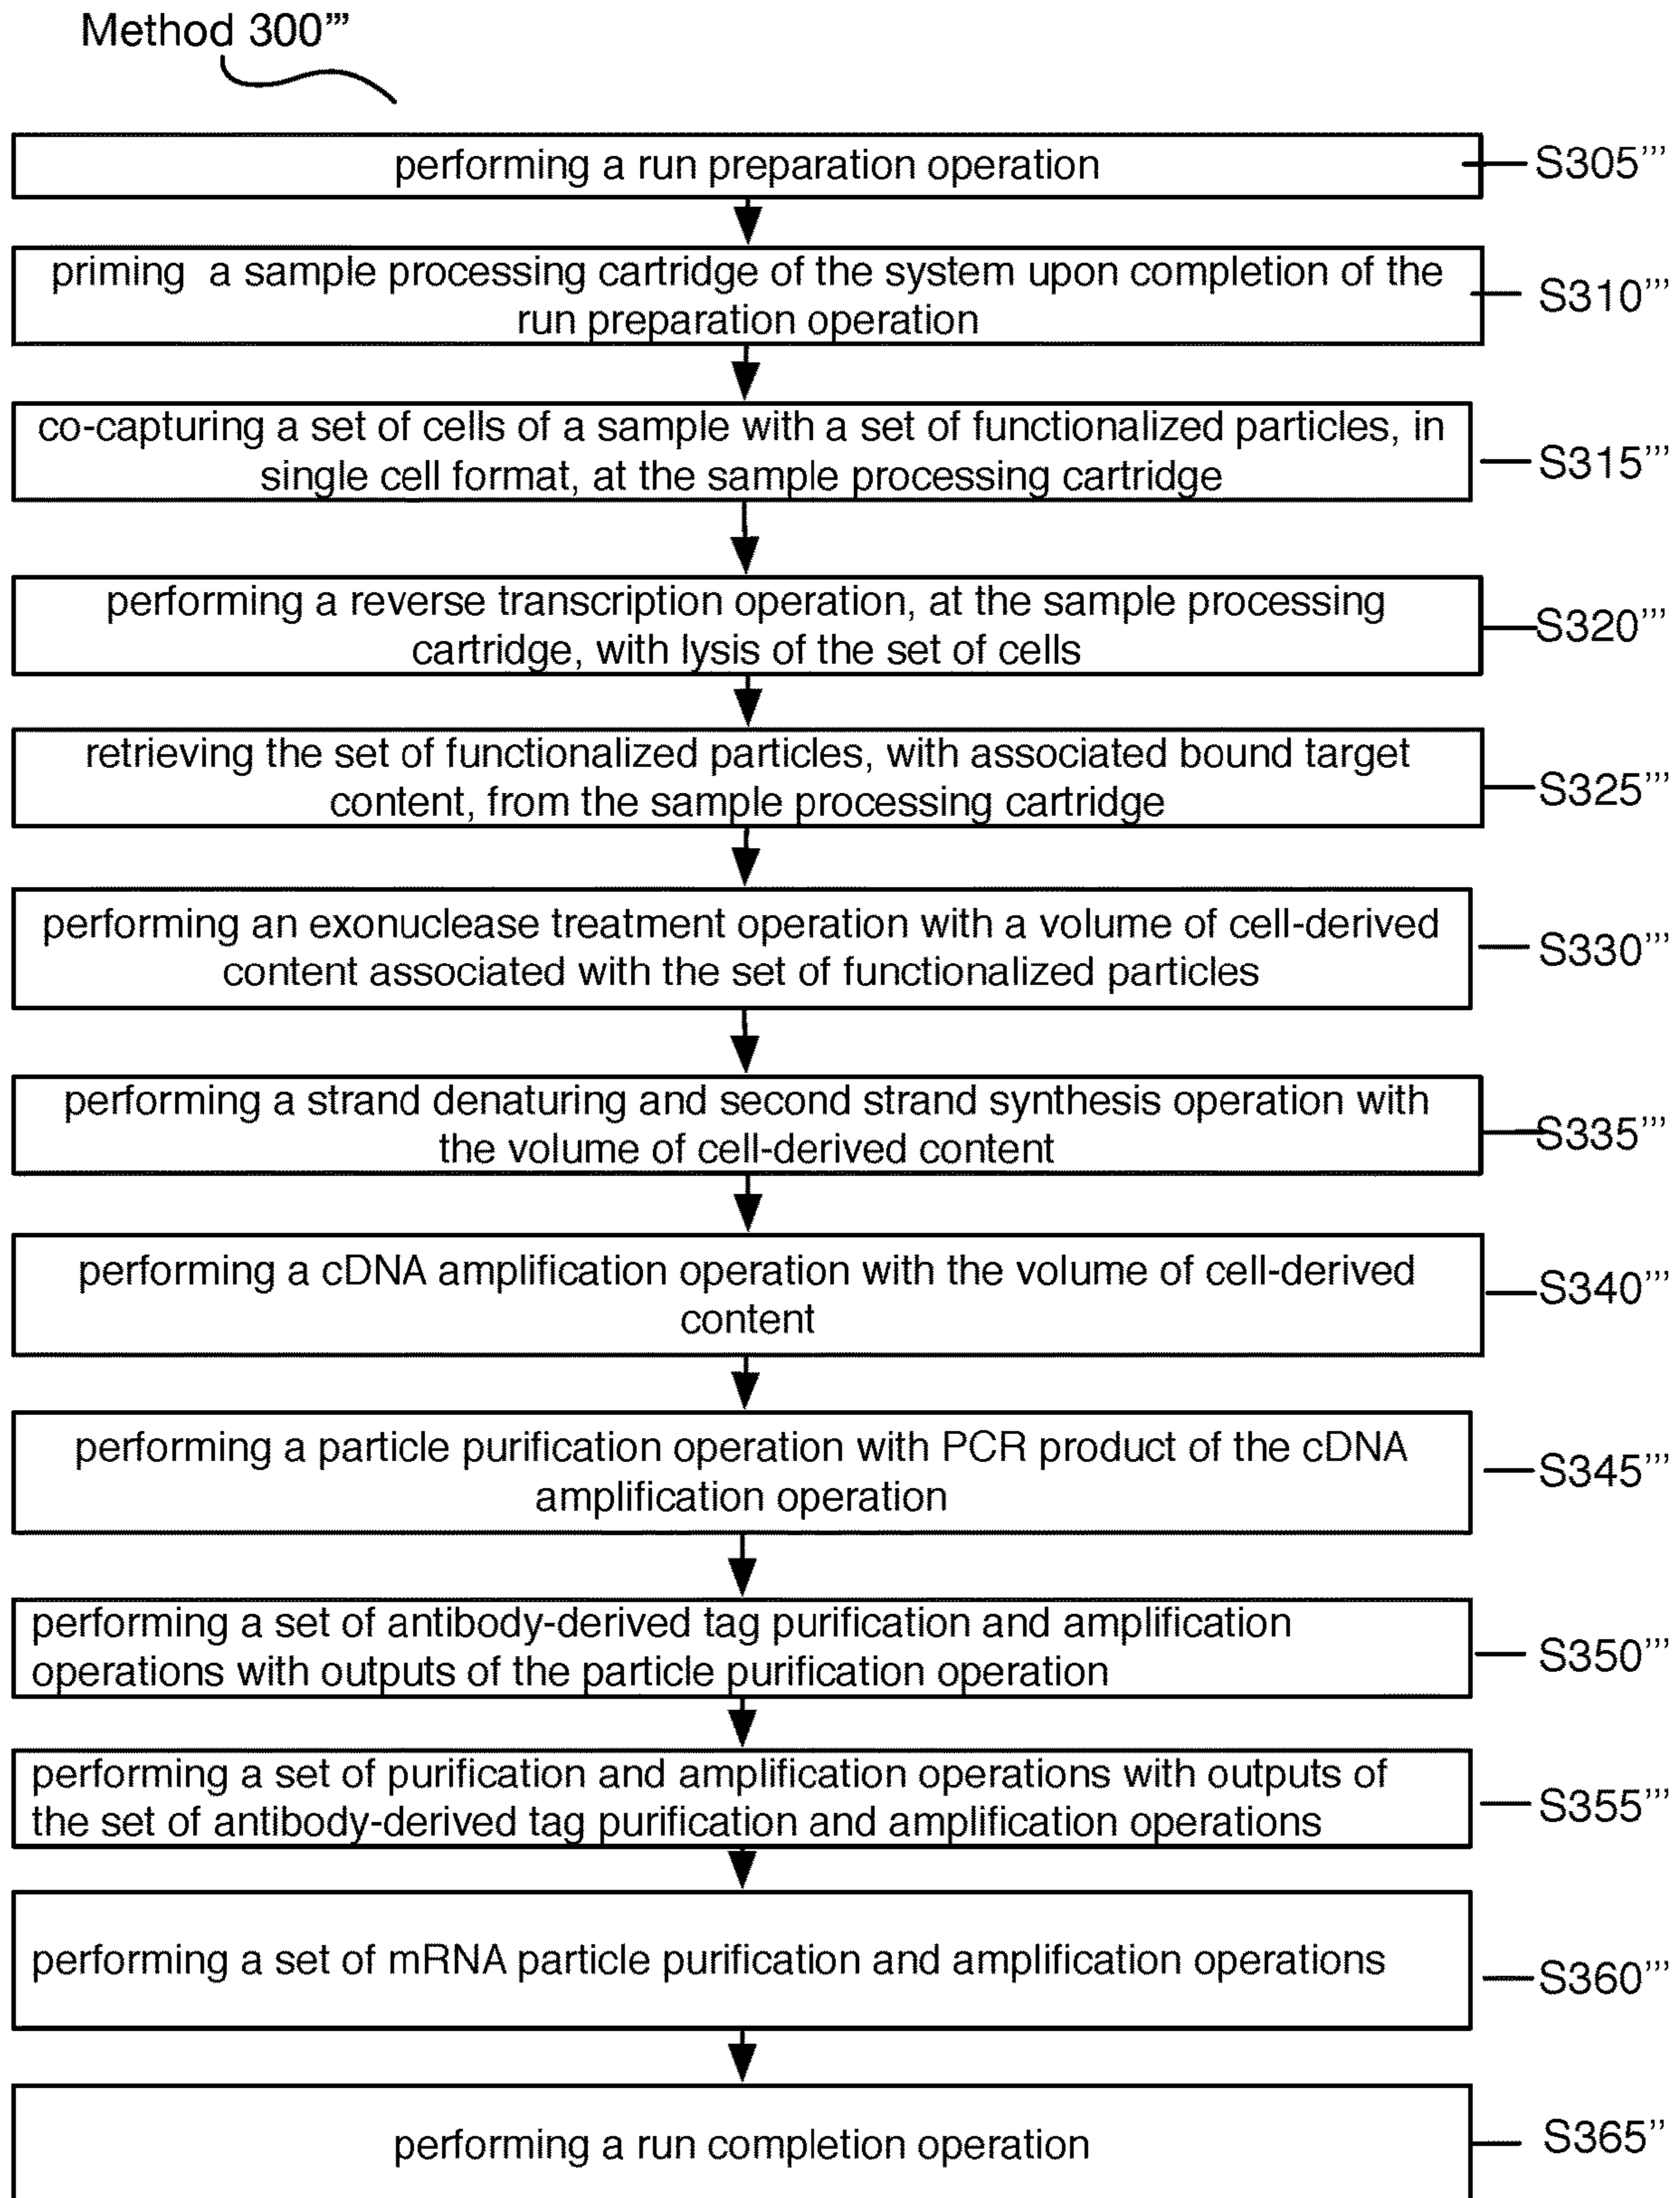 Method 300’’’
performing a run preparation operation
S305’’’
priming a sample processing cartridge of the system upon completion of the
run preparation operation
S310’’’
co-capturing a set of cells of a sample with a set of functionalized particles, in
single cell format, at the sample processing cartridge
S315’’’
performing a reverse transcription operation, at the sample processing
cartridge, with lysis of the set of cells
S320’’’
retrieving the set of functionalized particles, with associated bound target
content, from the sample processing cartridge
S325’’’
performing an exonuclease treatment operation with a volume of cell-derived
content associated with the set of functionalized particles
S330’’’
performing a strand denaturing and second strand synthesis operation with
the volume of cell-derived content
S335’’’
performing a cDNA amplification operation with the volume of cell-derived
content
S340’’’
performing a particle purification operation with PCR product of the cDNA
amplification operation
S345’’’
performing a set of antibody-derived tag purification and amplification
operations with outputs of the particle purification operation
S350’’’
performing a set of purification and amplification operations with outputs of
the set of antibody-derived tag purification and amplification operations
S355’’’
performing a set of mRNA particle purification and amplification operations
S360’’’
performing a run completion operation
S365’’